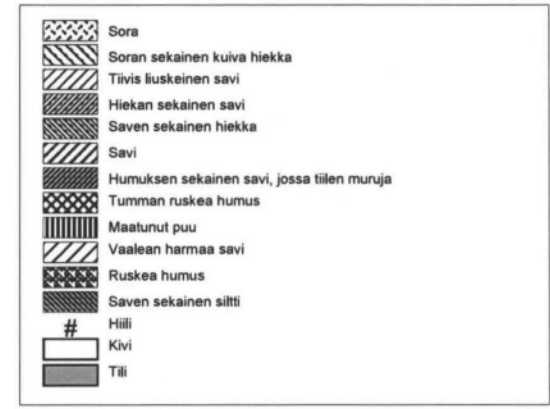 Sora
Soran sekainen kuiva hiekka
Tiivis liuskeinen savi
Hiekan sekainen savi
Saven sekainen hiekka
Savi
Humuksen sekainen savi, jossa tiilen muruja
Tumman ruskea humus
Maatunut puu
Vaalean harmaa savi
Ruskea humus
Saven sekainen siltti
# Hiili
Kivi
Tili